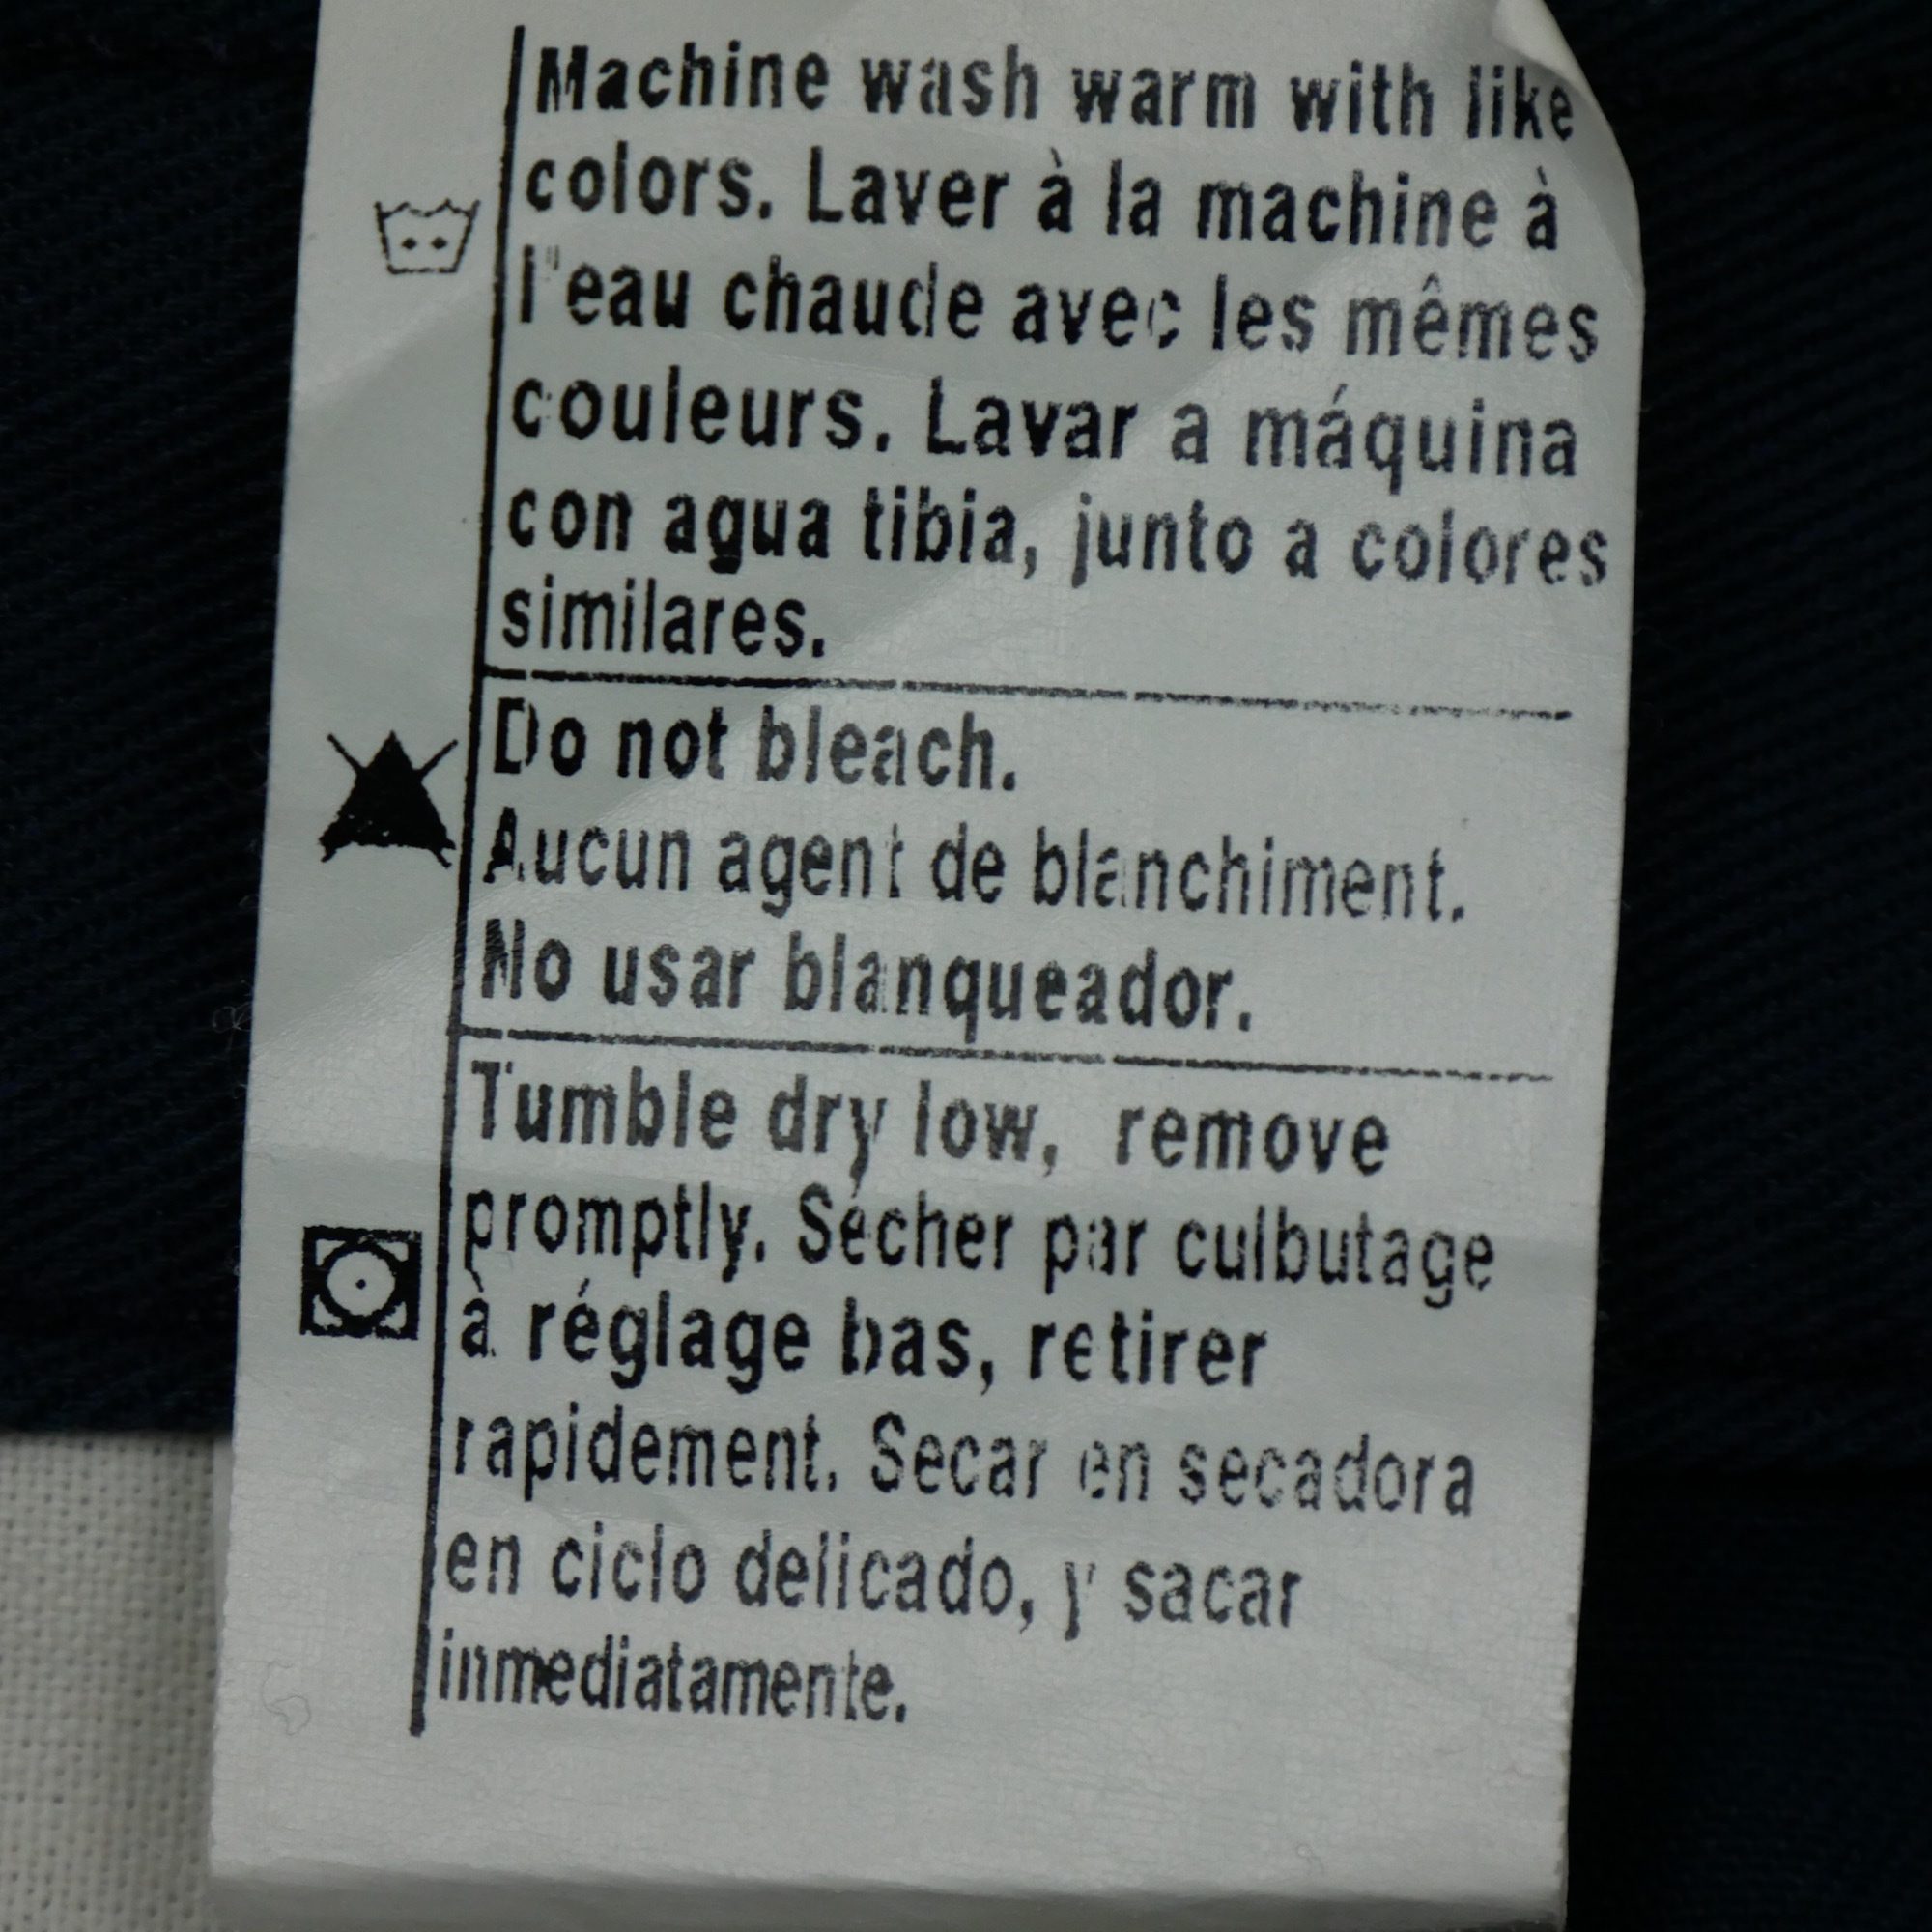 Machine wash warm with like
colors. Laver à la machine à
l'eau chaude avec les mêmes
couleurs. Lavar a máquina
con agua tibia, junto a colores
similares.
Do not bleach.
Aucun agent de blanchiment.
No usar blanqueador.
Tumble dry low, remove
promptly. Sécher par culbutage
à réglage bas, retirer
rapidement. Secar en secadora
en ciclo delicado, y sacar
inmediatamente.